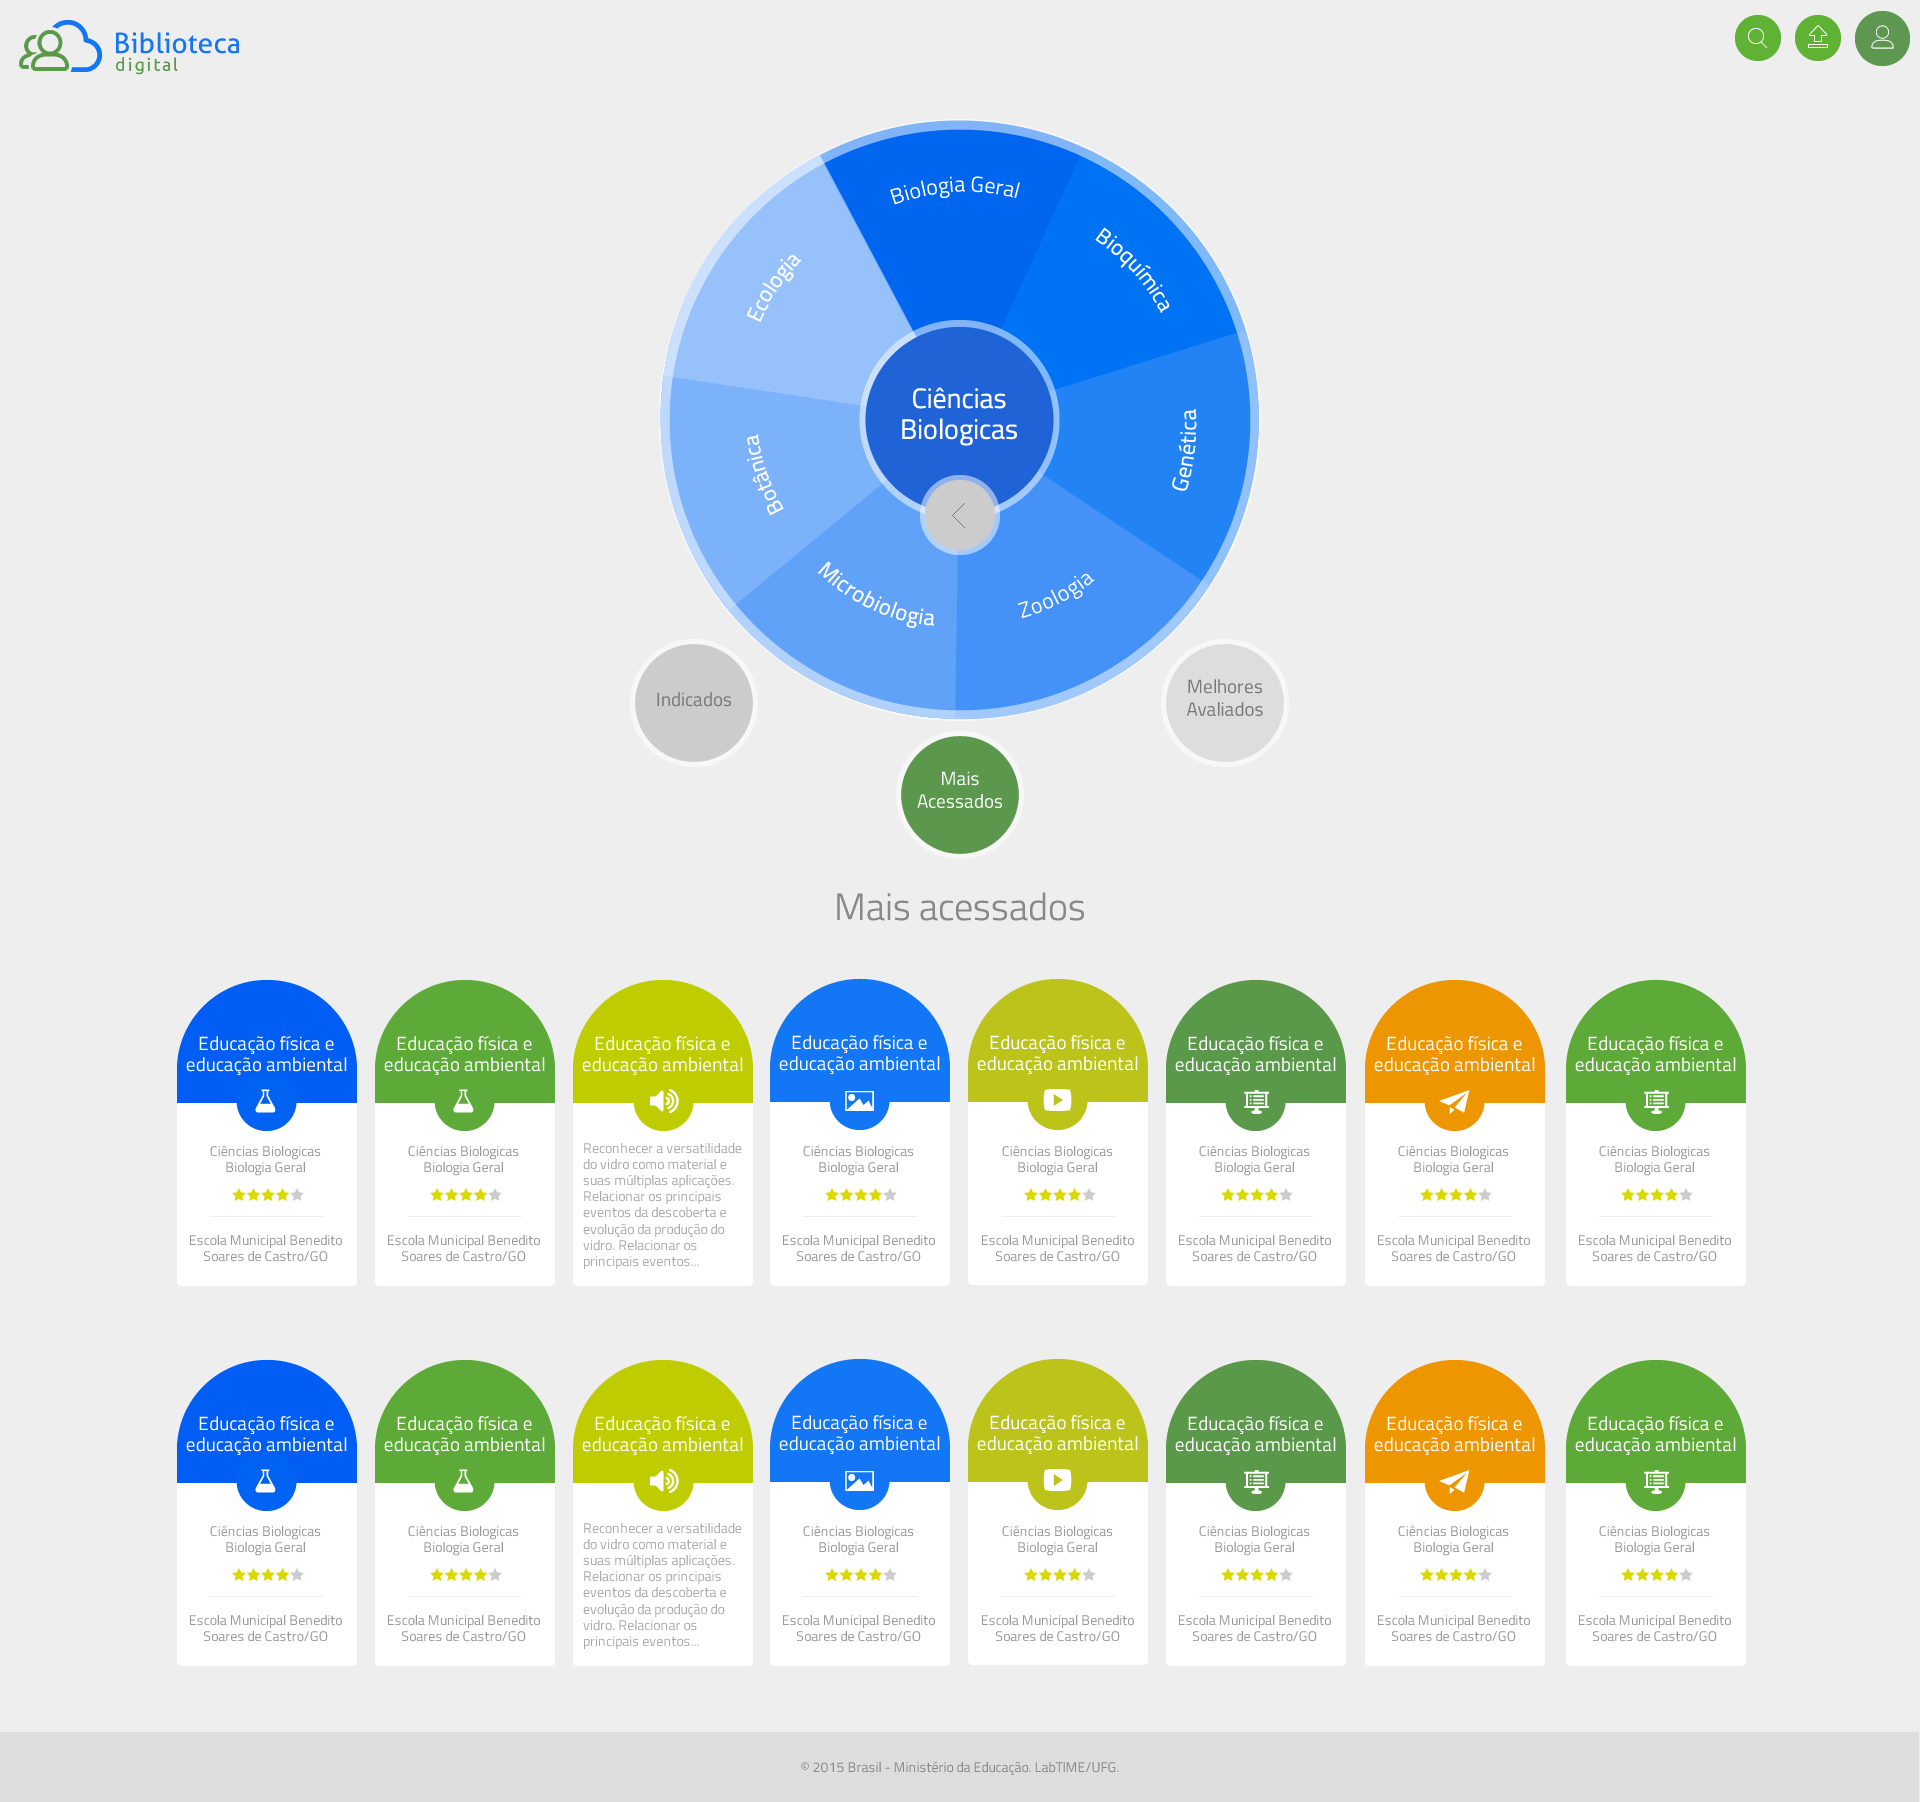 Biblioteca
digital
Biologia Geral
Bioquímica
Genética
Zoologia
Microbiologia
Botânica
Ecologia
Ciências
Biologicas
Indicados
Melhores
Avaliados
Mais
Acessados
Mais acessados
Educação física e
educação ambiental
Ciências Biologicas
Biologia Geral
Escola Municipal Benedito
Soares de Castro/GO
Educação física e
educação ambiental
Ciências Biologicas
Biologia Geral
Escola Municipal Benedito
Soares de Castro/GO
Educação física e
educação ambiental
Reconhecer a versatilidade
do vidro como material e
suas múltiplas aplicações.
Relacionar os principais
eventos da descoberta e
evolução da produção do
vidro. Relacionar os
principais eventos...
Educação física e
educação ambiental
Ciências Biologicas
Biologia Geral
Escola Municipal Benedito
Soares de Castro/GO
Educação física e
educação ambiental
Ciências Biologicas
Biologia Geral
Escola Municipal Benedito
Soares de Castro/GO
Educação física e
educação ambiental
Ciências Biologicas
Biologia Geral
Escola Municipal Benedito
Soares de Castro/GO
Educação física e
educação ambiental
Ciências Biologicas
Biologia Geral
Escola Municipal Benedito
Soares de Castro/GO
Educação física e
educação ambiental
Ciências Biologicas
Biologia Geral
Escola Municipal Benedito
Soares de Castro/GO
Educação física e
educação ambiental
Ciências Biologicas
Biologia Geral
Escola Municipal Benedito
Soares de Castro/GO
Educação física e
educação ambiental
Ciências Biologicas
Biologia Geral
Escola Municipal Benedito
Soares de Castro/GO
Educação física e
educação ambiental
Reconhecer a versatilidade
do vidro como material e
suas múltiplas aplicações.
Relacionar os principais
eventos da descoberta e
evolução da produção do
vidro. Relacionar os
principais eventos...
Educação física e
educação ambiental
Ciências Biologicas
Biologia Geral
Escola Municipal Benedito
Soares de Castro/GO
Educação física e
educação ambiental
Ciências Biologicas
Biologia Geral
Escola Municipal Benedito
Soares de Castro/GO
Educação física e
educação ambiental
Ciências Biologicas
Biologia Geral
Escola Municipal Benedito
Soares de Castro/GO
Educação física e
educação ambiental
Ciências Biologicas
Biologia Geral
Escola Municipal Benedito
Soares de Castro/GO
Educação física e
educação ambiental
Ciências Biologicas
Biologia Geral
Escola Municipal Benedito
Soares de Castro/GO
© 2015 Brasil - Ministério da Educação. LabTIME/UFG.